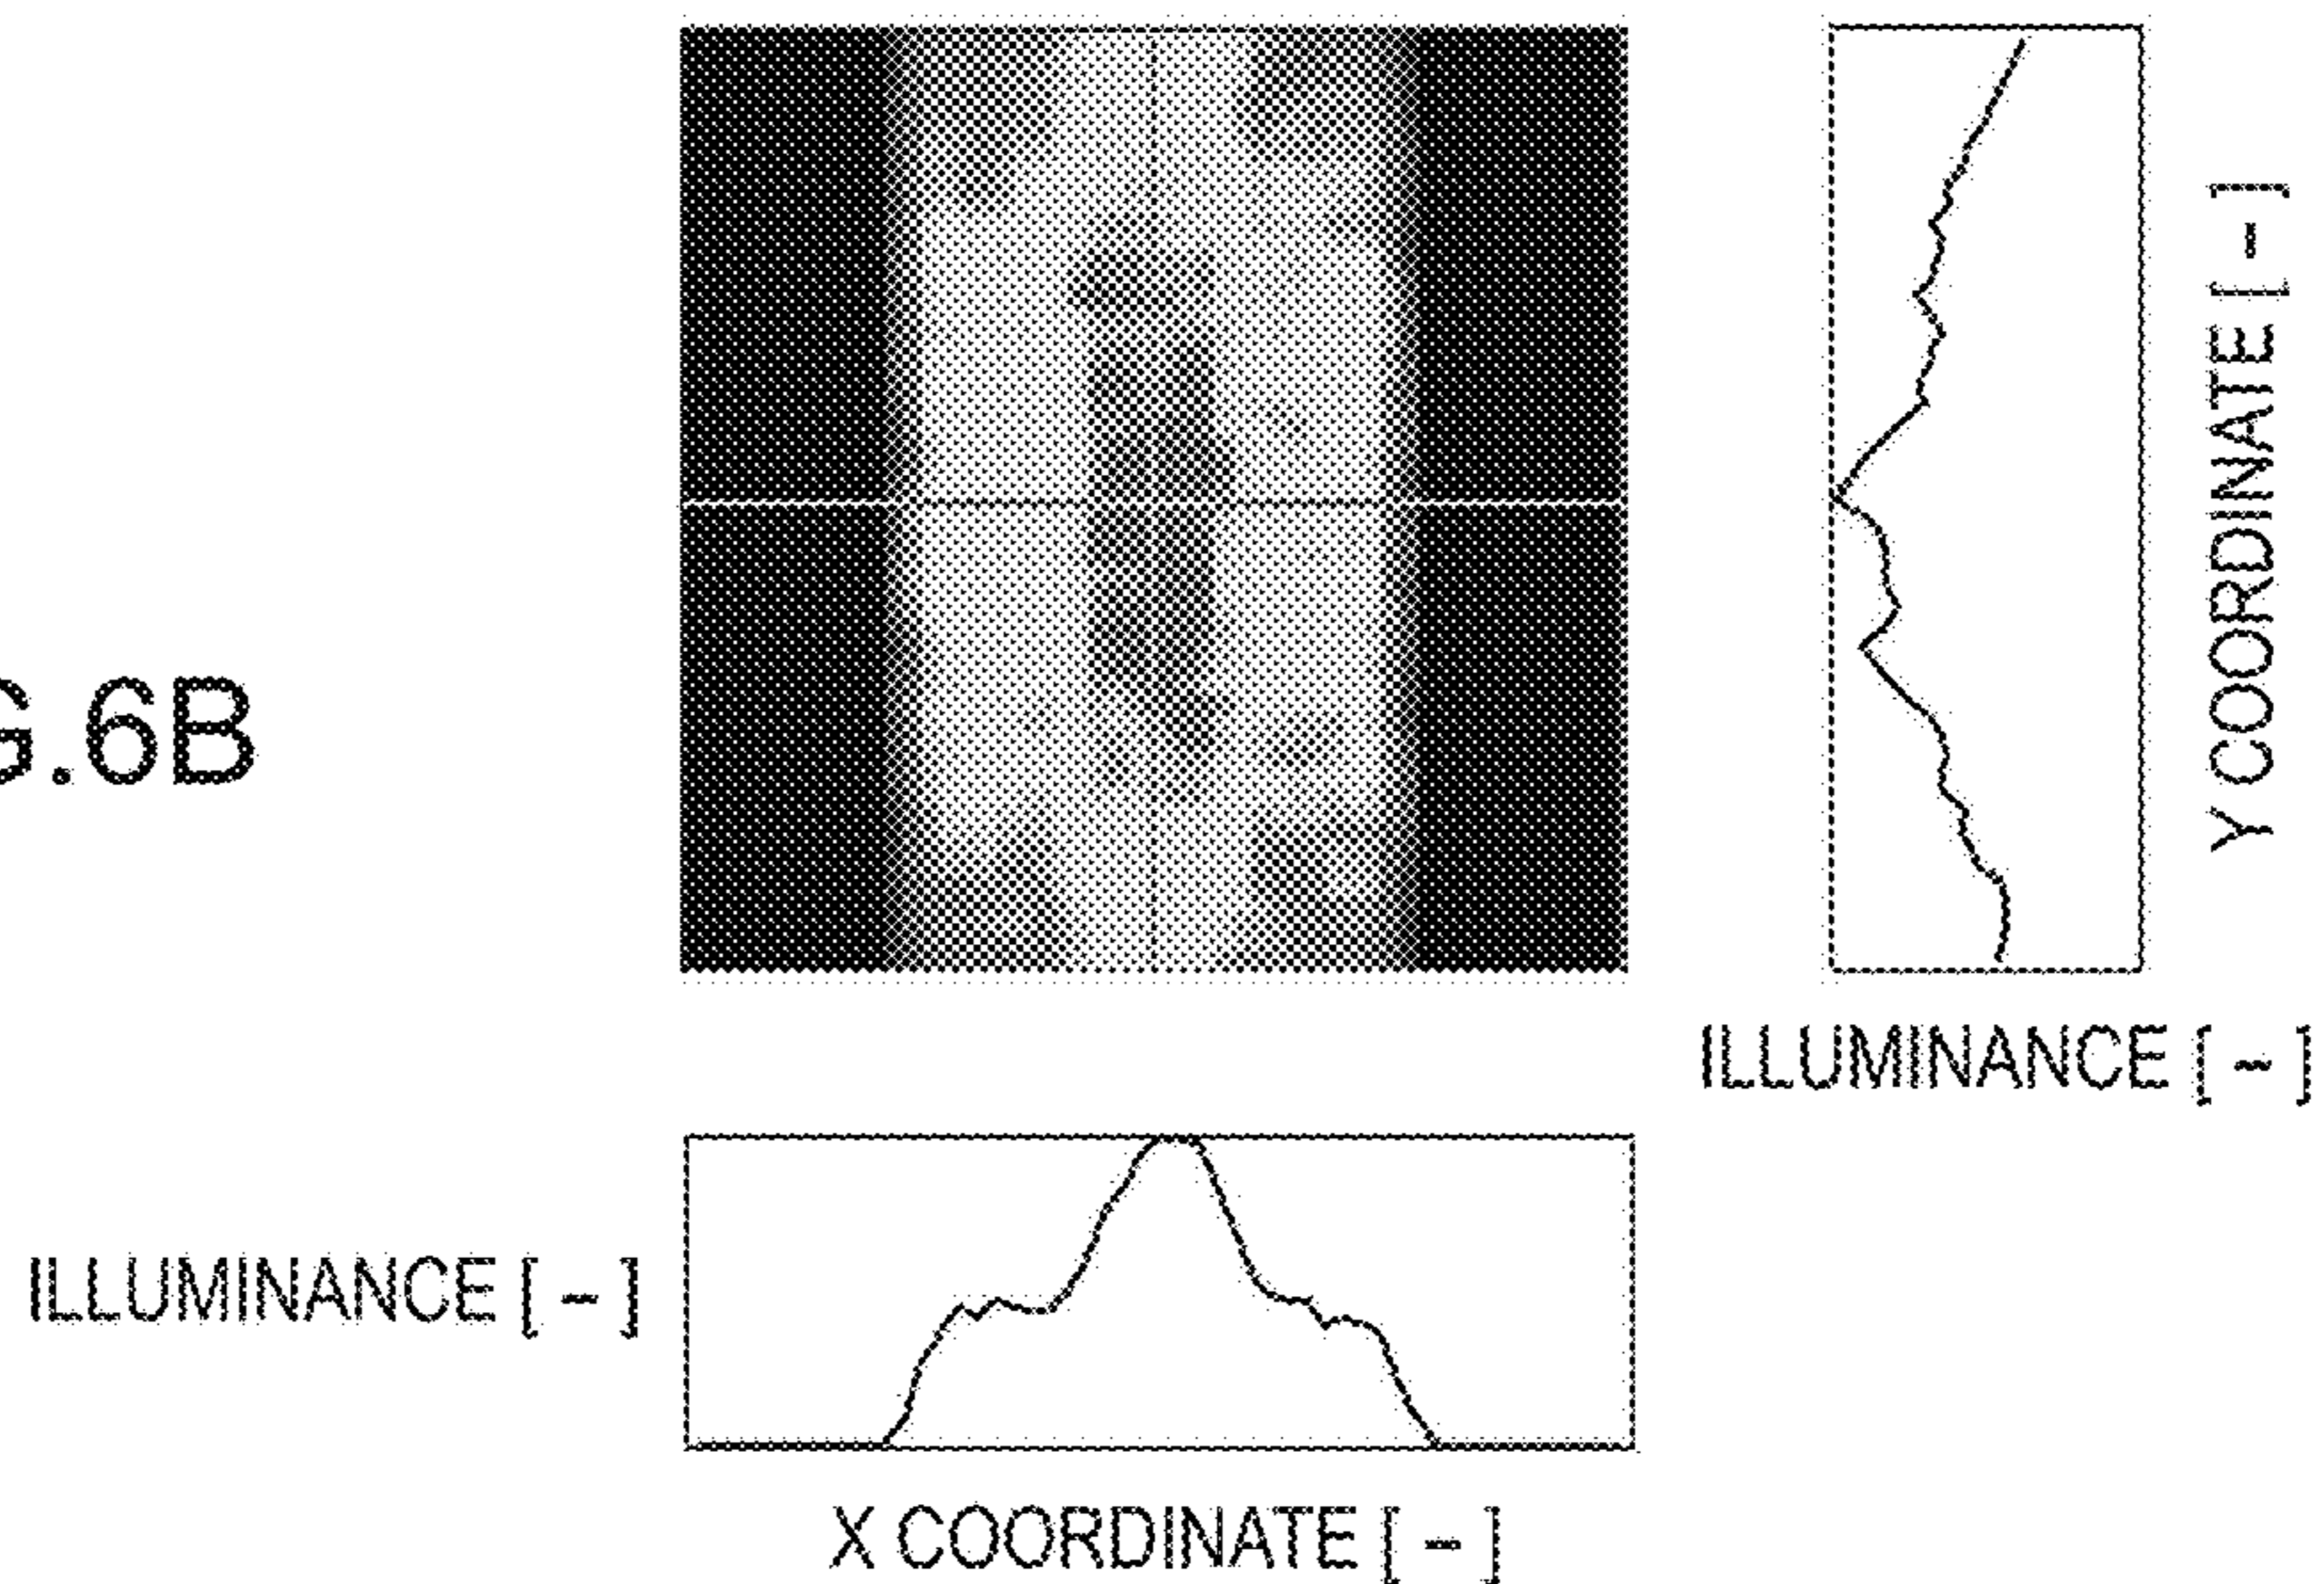 G.6B
Y COORDINATE [ - ]
ILLUMINANCE [ - ]
ILLUMINANCE [ - ]
X COORDINATE [ - ]